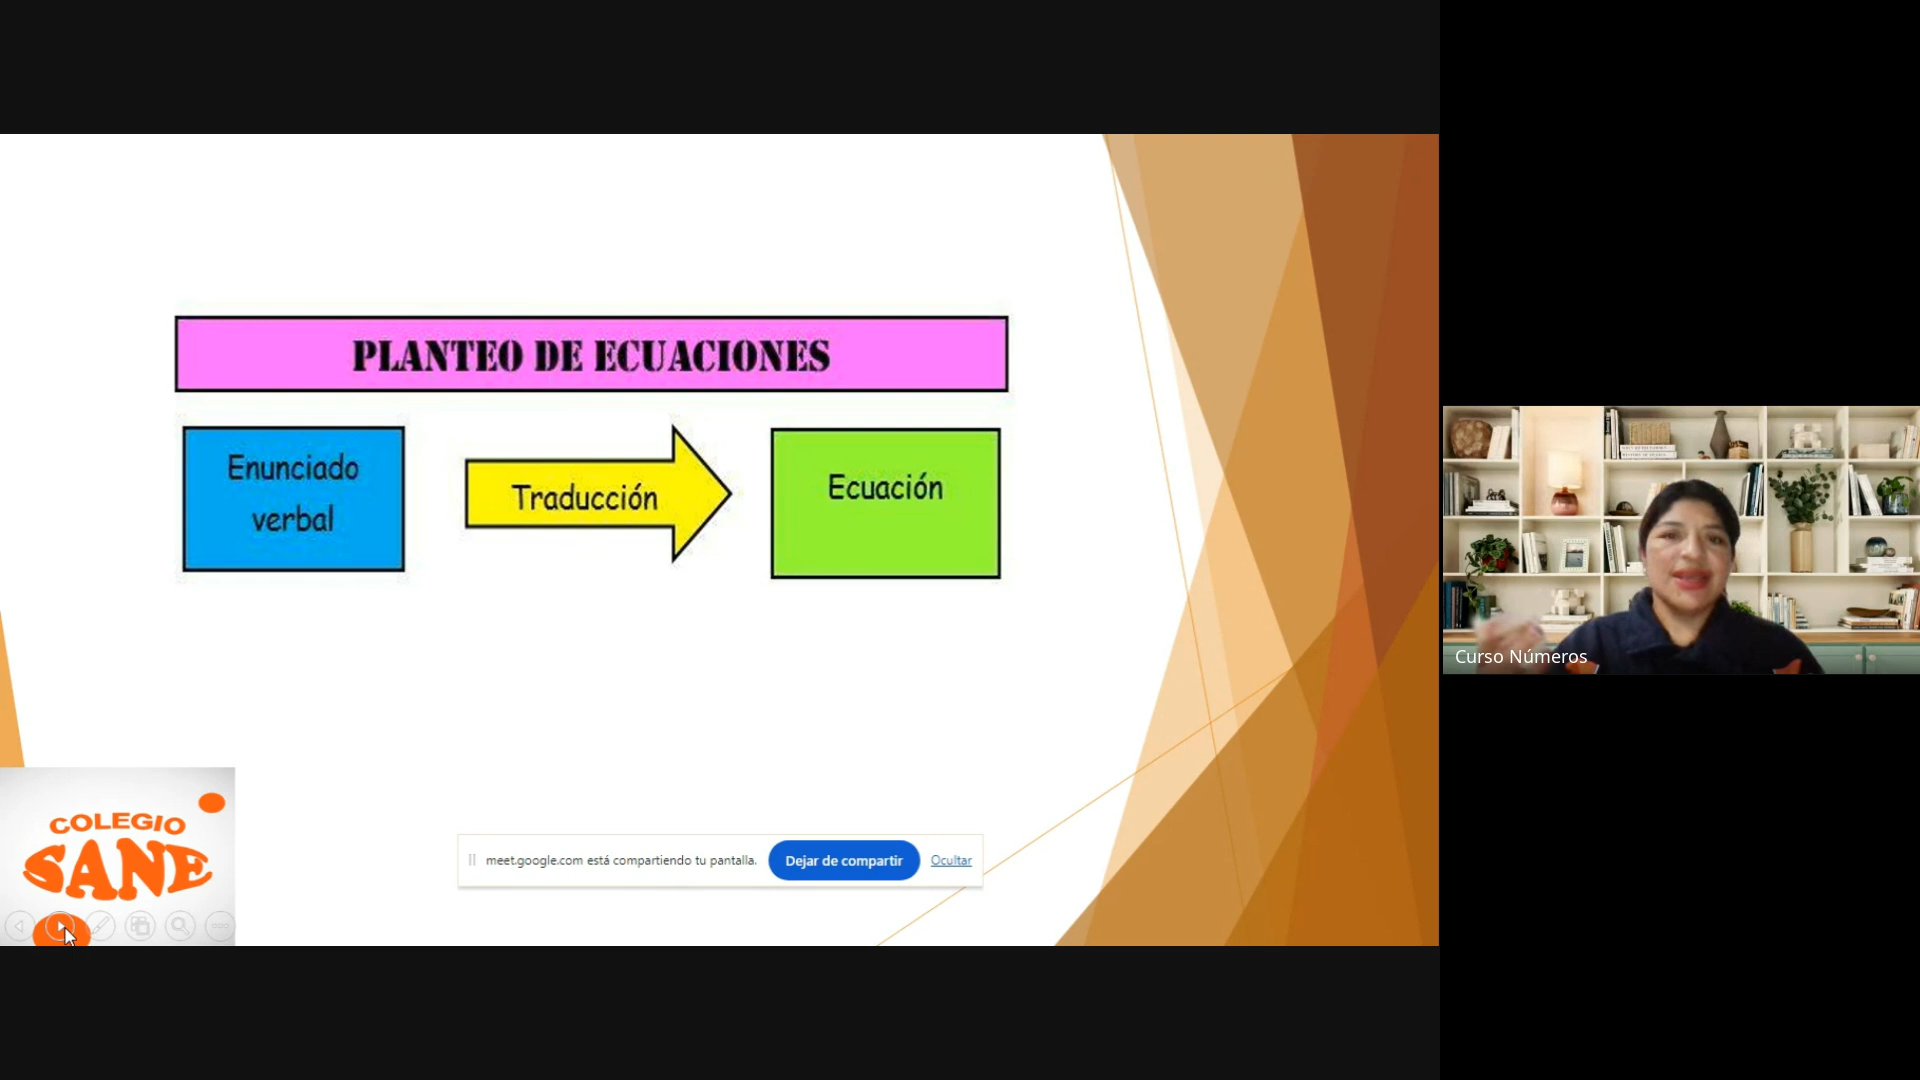 PLANTEO DE ECUACIONES
Enunciado
verbal
Traducción
Ecuación
COLEGIO
SANE
meet.google.com está compartiendo tu pantalla.
Dejar de compartir
Ocultar
Curso Números